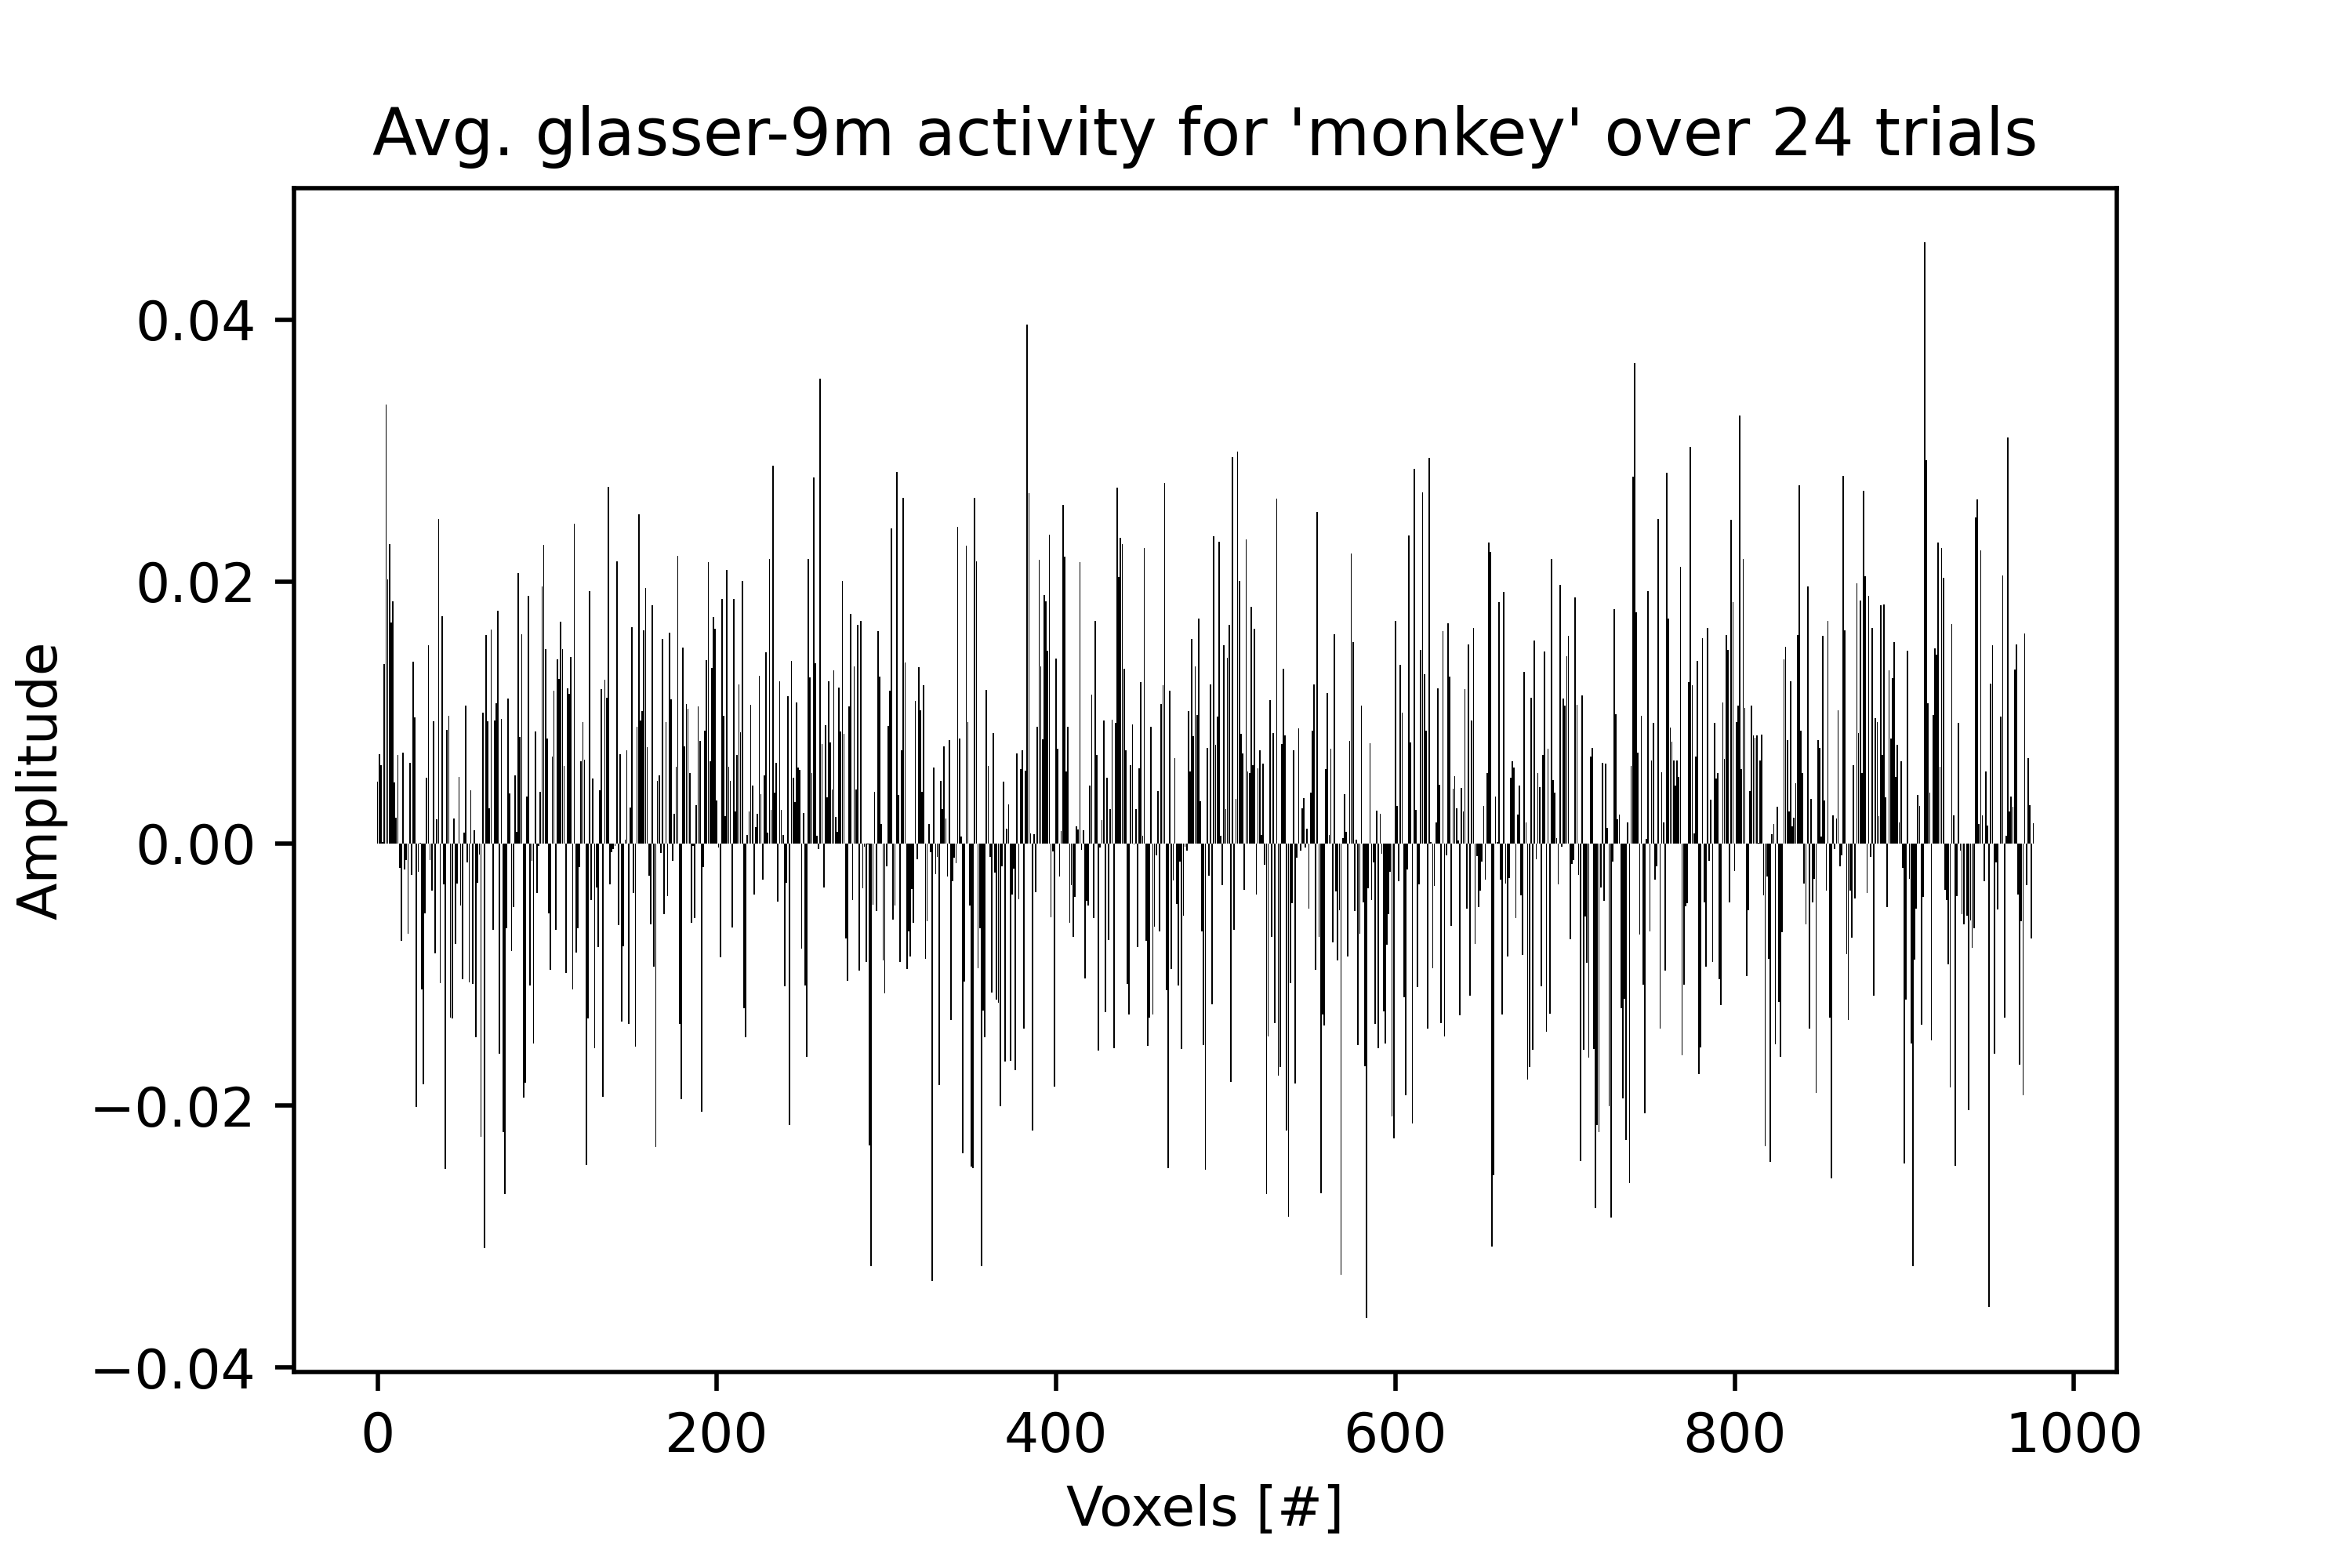 Avg. glasser-9m activity for 'monkey' over 24 trials
0.04
0.02
0.00
−0.02
−0.04
Amplitude
0 200 400 600 800 1000
Voxels [#]